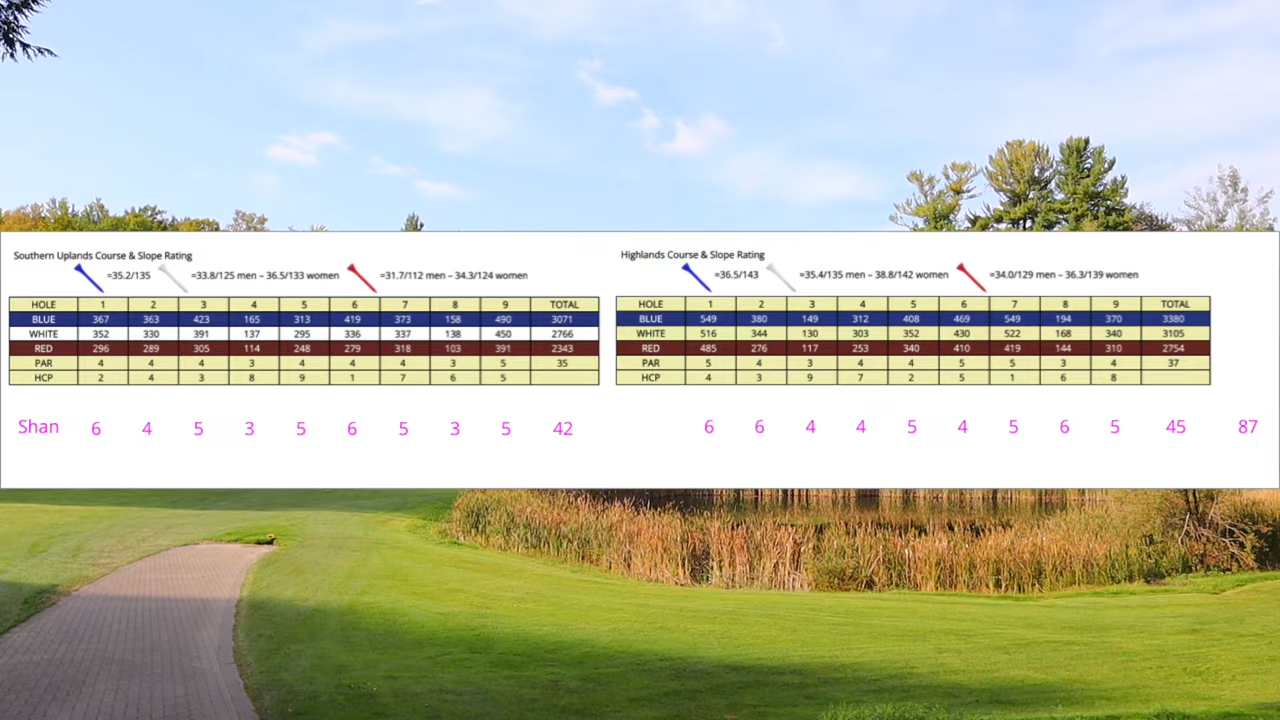 Southern Uplands Course & Slope Rating
=35.2/135 =33.8/125 men – 36.5/133 women =31.7/112 men – 34.3/124 women
HOLE 1 2 3 4 5 6 7 8 9 TOTAL
BLUE 367 363 423 165 313 419 373 158 490 3071
WHITE 352 330 391 137 295 336 337 138 450 2766
RED 296 289 305 114 248 279 318 103 391 2343
PAR 4 4 4 3 4 4 4 3 5 35
HCP 2 4 3 8 9 1 7 6 5
Shan 6 4 5 3 5 6 5 3 5 42
Highlands Course & Slope Rating
=36.5/143 =35.4/135 men – 38.8/142 women =34.0/129 men – 36.3/139 women
HOLE 1 2 3 4 5 6 7 8 9 TOTAL
BLUE 549 380 149 312 408 469 549 194 370 3380
WHITE 516 344 130 303 352 430 522 168 340 3105
RED 485 276 117 253 340 410 419 144 310 2754
PAR 5 4 3 4 4 5 5 3 4 37
HCP 4 3 9 7 2 5 1 6 8
6 6 4 4 5 4 5 6 5 45 87